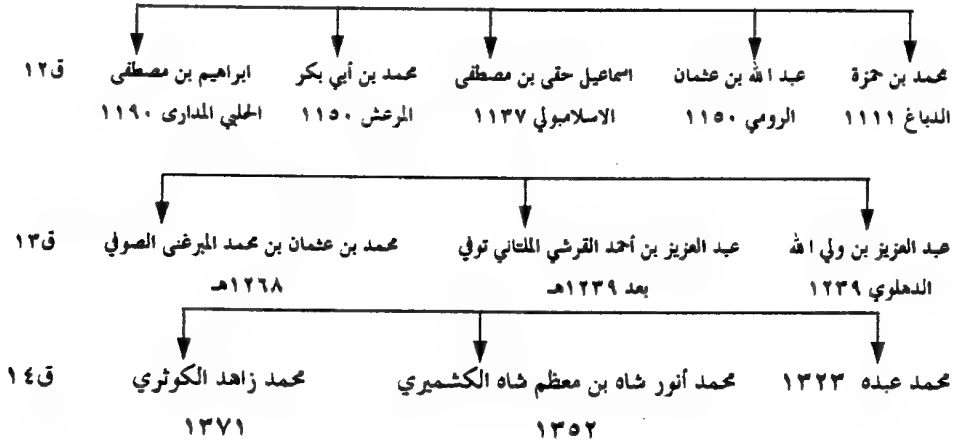 محمد بن حمزة عبد الله بن عثمان اسماعيل حقى بن مصطفى محمد بن أبي بكر ابراهيم بن مصطفى ق١٢
الدباغ ١١١١ الرومي ١١٥٠ الاسلامبولي ١١٣٧ المرعش ١١٥٠ الحلبي المدارى ١١٩٠
عبد العزيز بن ولي الله عبد العزيز بن أحمد القرشي الملتاني توفي محمد بن عثمان بن محمد الميرغنى الصوفي ق١٣
الدهلوي ١٢٣٩ بعد ١٢٣٩هـ ١٢٦٨هـ
محمد عبده ١٣٢٣ محمد أنور شاه بن معظم شاه الكشميري محمد زاهد الكوثري ق١٤
١٣٥٢ ١٣٧١